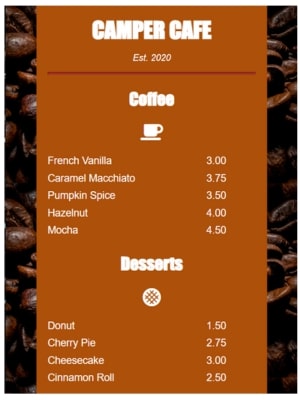 CAMPER CAFE
Est. 2020
Coffee
French Vanilla 3.00
Caramel Macchiato 3.75
Pumpkin Spice 3.50
Hazelnut 4.00
Mocha 4.50
Desserts
Donut 1.50
Cherry Pie 2.75
Cheesecake 3.00
Cinnamon Roll 2.50